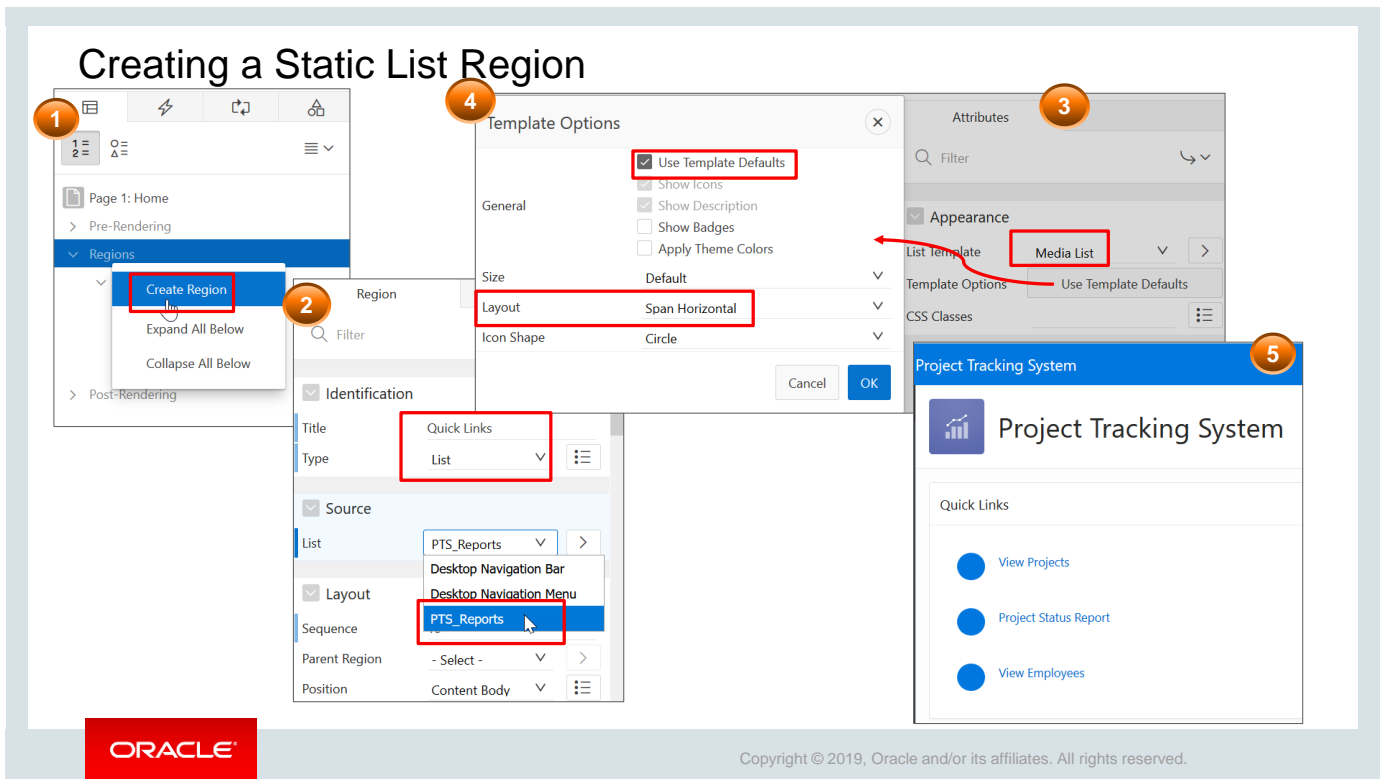 Creating a Static List Region
1
1 =
2 =
Page 1: Home
Pre-Rendering
Regions
Create Region
Expand All Below
Collapse All Below
Post-Rendering
2
Region
Filter
Identification
Title Quick Links
Type List
Source
List PTS_Reports
Desktop Navigation Bar
Desktop Navigation Menu
PTS_Reports
Layout
Sequence
Parent Region - Select -
Position Content Body
3
Attributes
Filter
Appearance
List Template Media List
Template Options Use Template Defaults
CSS Classes
4
Template Options
General
Use Template Defaults
Show Icons
Show Description
Show Badges
Apply Theme Colors
Size Default
Layout Span Horizontal
Icon Shape Circle
Cancel OK
5
Project Tracking System
Project Tracking System
Quick Links
View Projects
Project Status Report
View Employees
ORACLE®
Copyright © 2019, Oracle and/or its affiliates. All rights reserved.